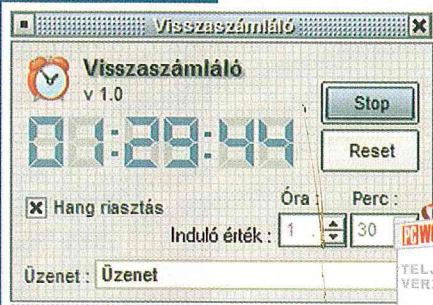 Visszaszámláló
Visszaszámláló
v 1.0
01:29:44
Stop
Reset
Hang riasztás
Óra :
Perc :
Induló érték :
1
30
Üzenet :
Üzenet